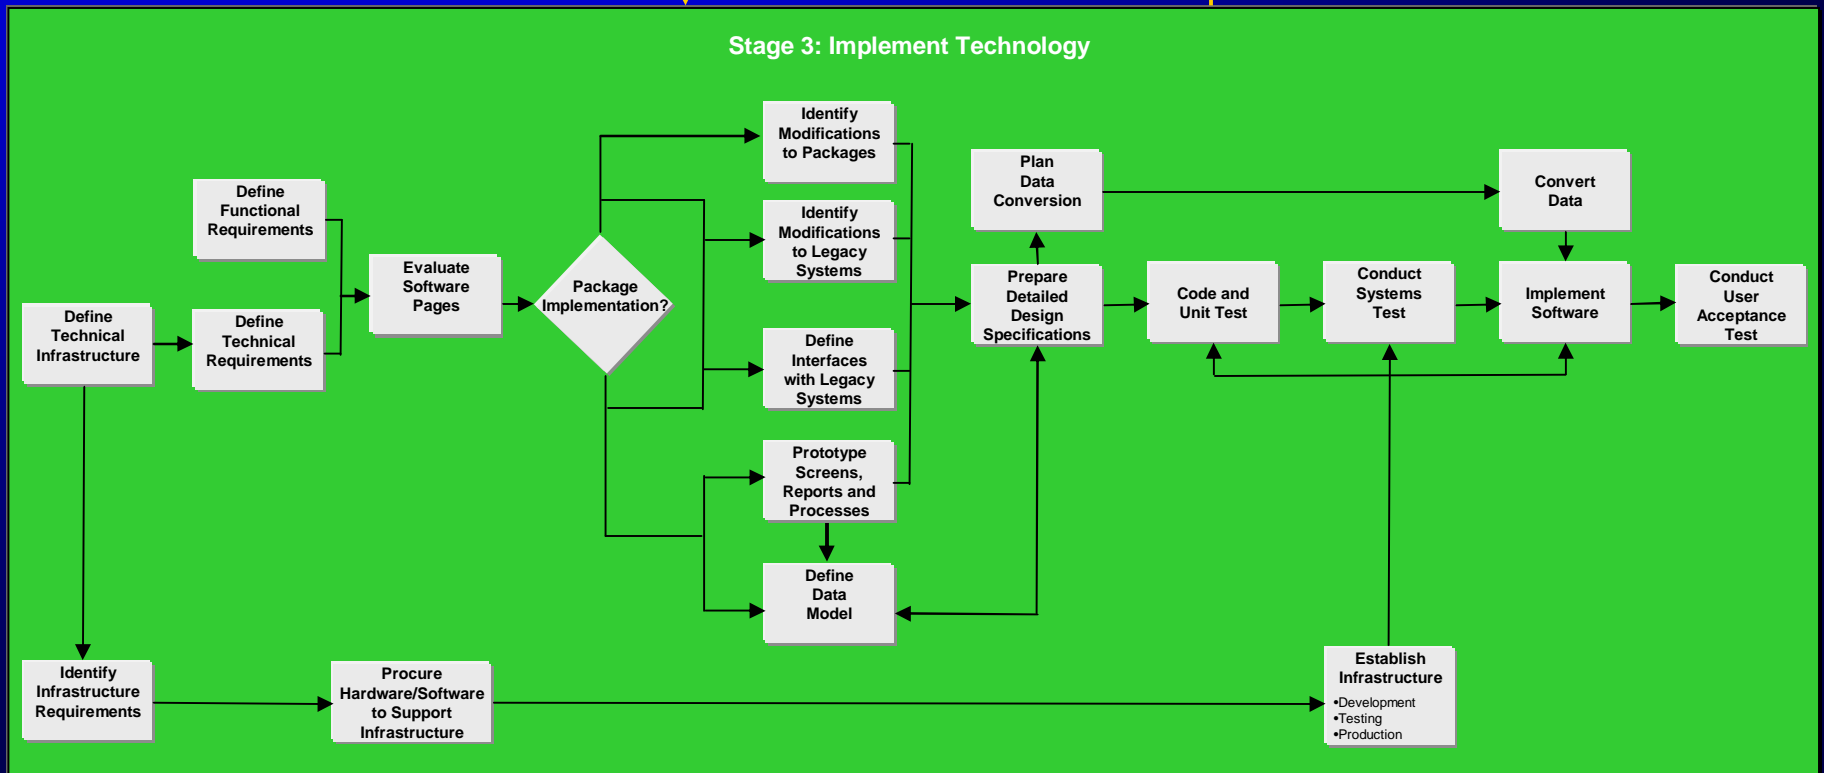 Stage 3: Implement Technology
Define
Technical
Infrastructure
Define
Functional
Requirements
Define
Technical
Requirements
Evaluate
Software
Pages
Package
Implementation?
Identify
Modifications
to Packages
Identify
Modifications
to Legacy
Systems
Define
Interfaces
with Legacy
Systems
Prototype
Screens,
Reports and
Processes
Define
Data
Model
Plan
Data
Conversion
Prepare
Detailed
Design
Specifications
Code and
Unit Test
Conduct
Systems
Test
Convert
Data
Implement
Software
Conduct
User
Acceptance
Test
Identify
Infrastructure
Requirements
Procure
Hardware/Software
to Support
Infrastructure
Establish
Infrastructure
•Development
•Testing
•Production